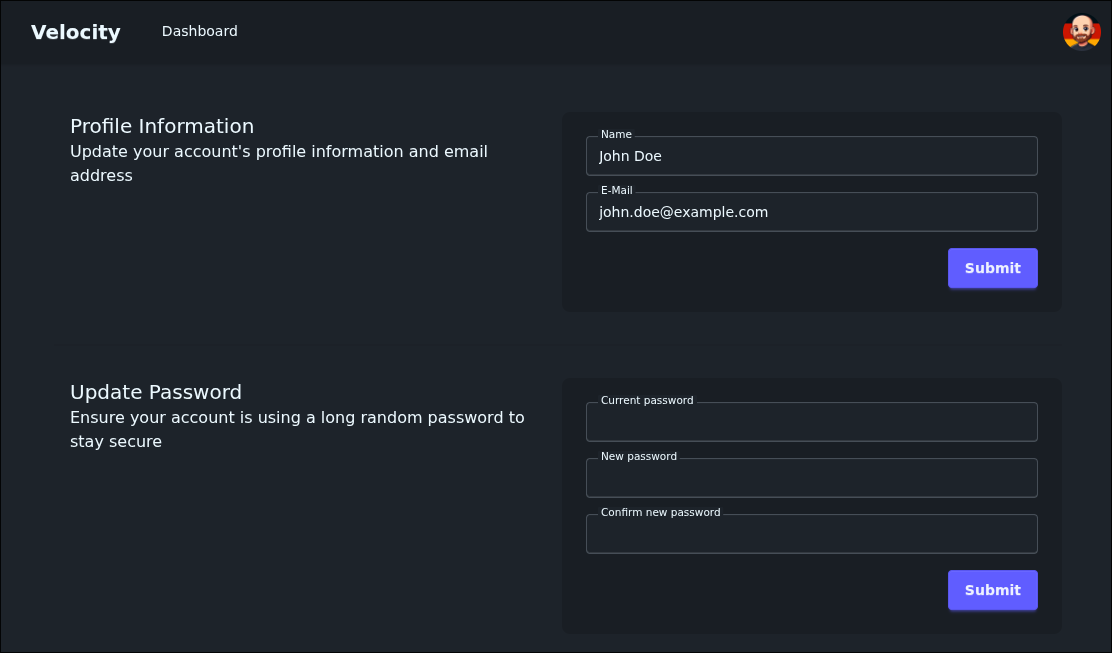 Velocity
Dashboard
Profile Information
Update your account's profile information and email
address
Name
John Doe
E-Mail
john.doe@example.com
Submit
Update Password
Ensure your account is using a long random password to
stay secure
Current password
New password
Confirm new password
Submit